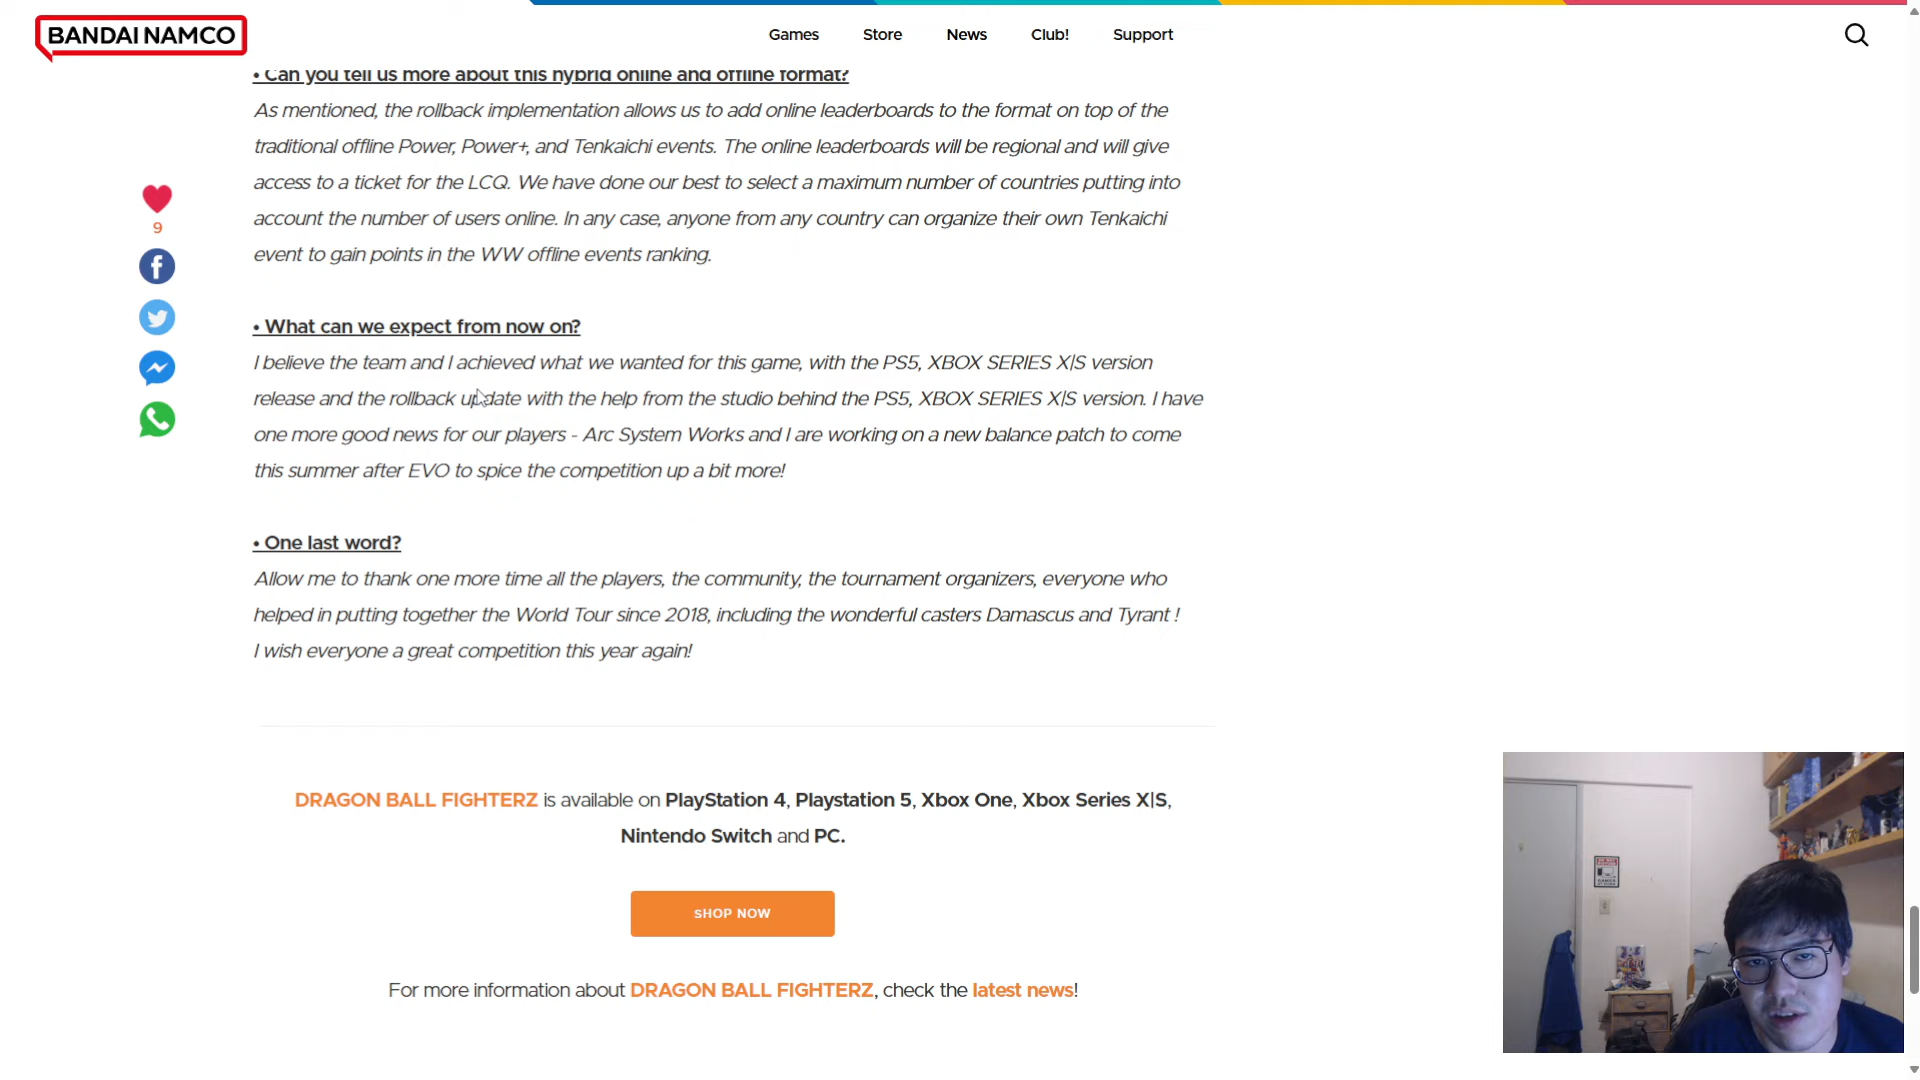 BANDAI NAMCO
Games Store News Club! Support
• Can you tell us more about this hybrid online and offline format?
As mentioned, the rollback implementation allows us to add online leaderboards to the format on top of the
traditional offline Power, Power+, and Tenkaichi events. The online leaderboards will be regional and will give
access to a ticket for the LCQ. We have done our best to select a maximum number of countries putting into
account the number of users online. In any case, anyone from any country can organize their own Tenkaichi
event to gain points in the WW offline events ranking.
9
• What can we expect from now on?
I believe the team and I achieved what we wanted for this game, with the PS5, XBOX SERIES X|S version
release and the rollback update with the help from the studio behind the PS5, XBOX SERIES X|S version. I have
one more good news for our players - Arc System Works and I are working on a new balance patch to come
this summer after EVO to spice the competition up a bit more!
• One last word?
Allow me to thank one more time all the players, the community, the tournament organizers, everyone who
helped in putting together the World Tour since 2018, including the wonderful casters Damascus and Tyrant !
I wish everyone a great competition this year again!
DRAGON BALL FIGHTERZ is available on PlayStation 4, Playstation 5, Xbox One, Xbox Series X|S,
Nintendo Switch and PC.
SHOP NOW
For more information about DRAGON BALL FIGHTERZ, check the latest news!